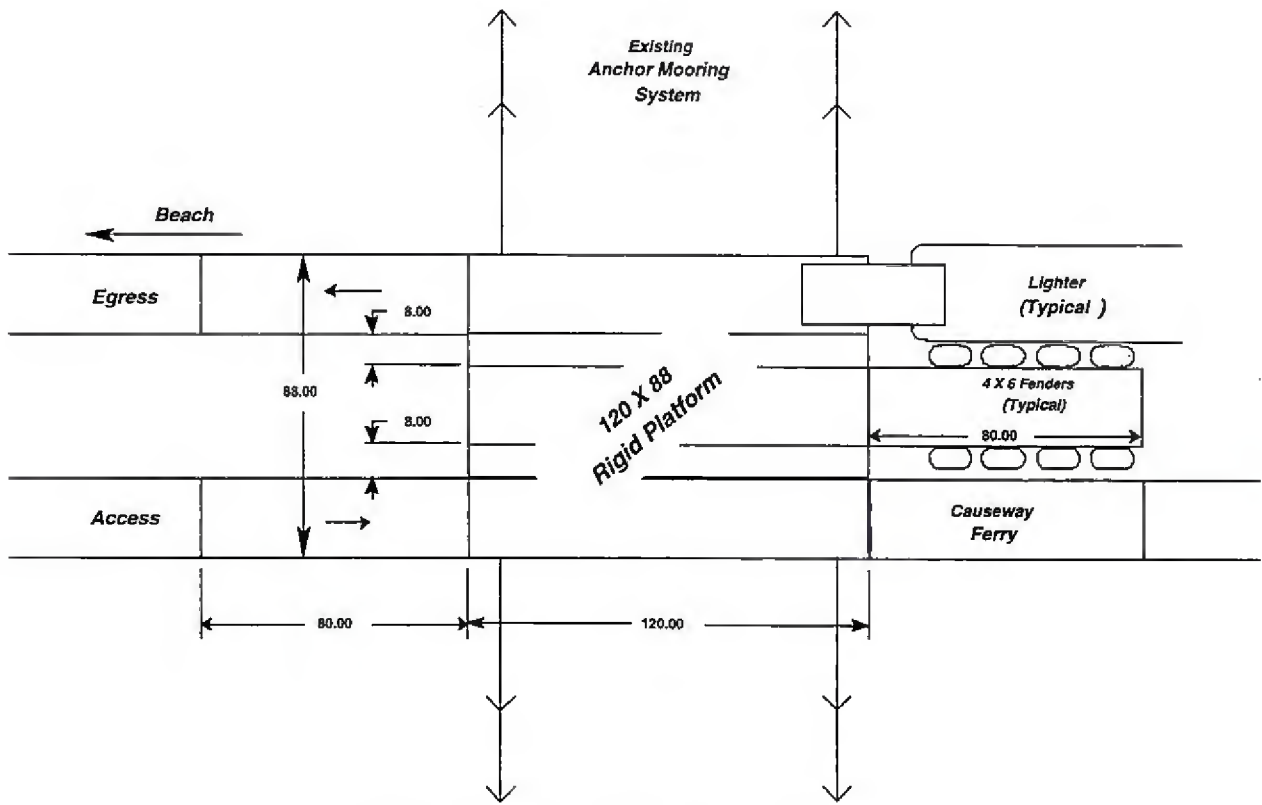 Existing
Anchor Mooring
System
Beach
Egress
8.00
Lighter
(Typical )
88.00
120 X 88
Rigid Platform
4 X 6 Fenders
(Typical)
8.00
80.00
Access
Causeway
Ferry
80.00
120.00